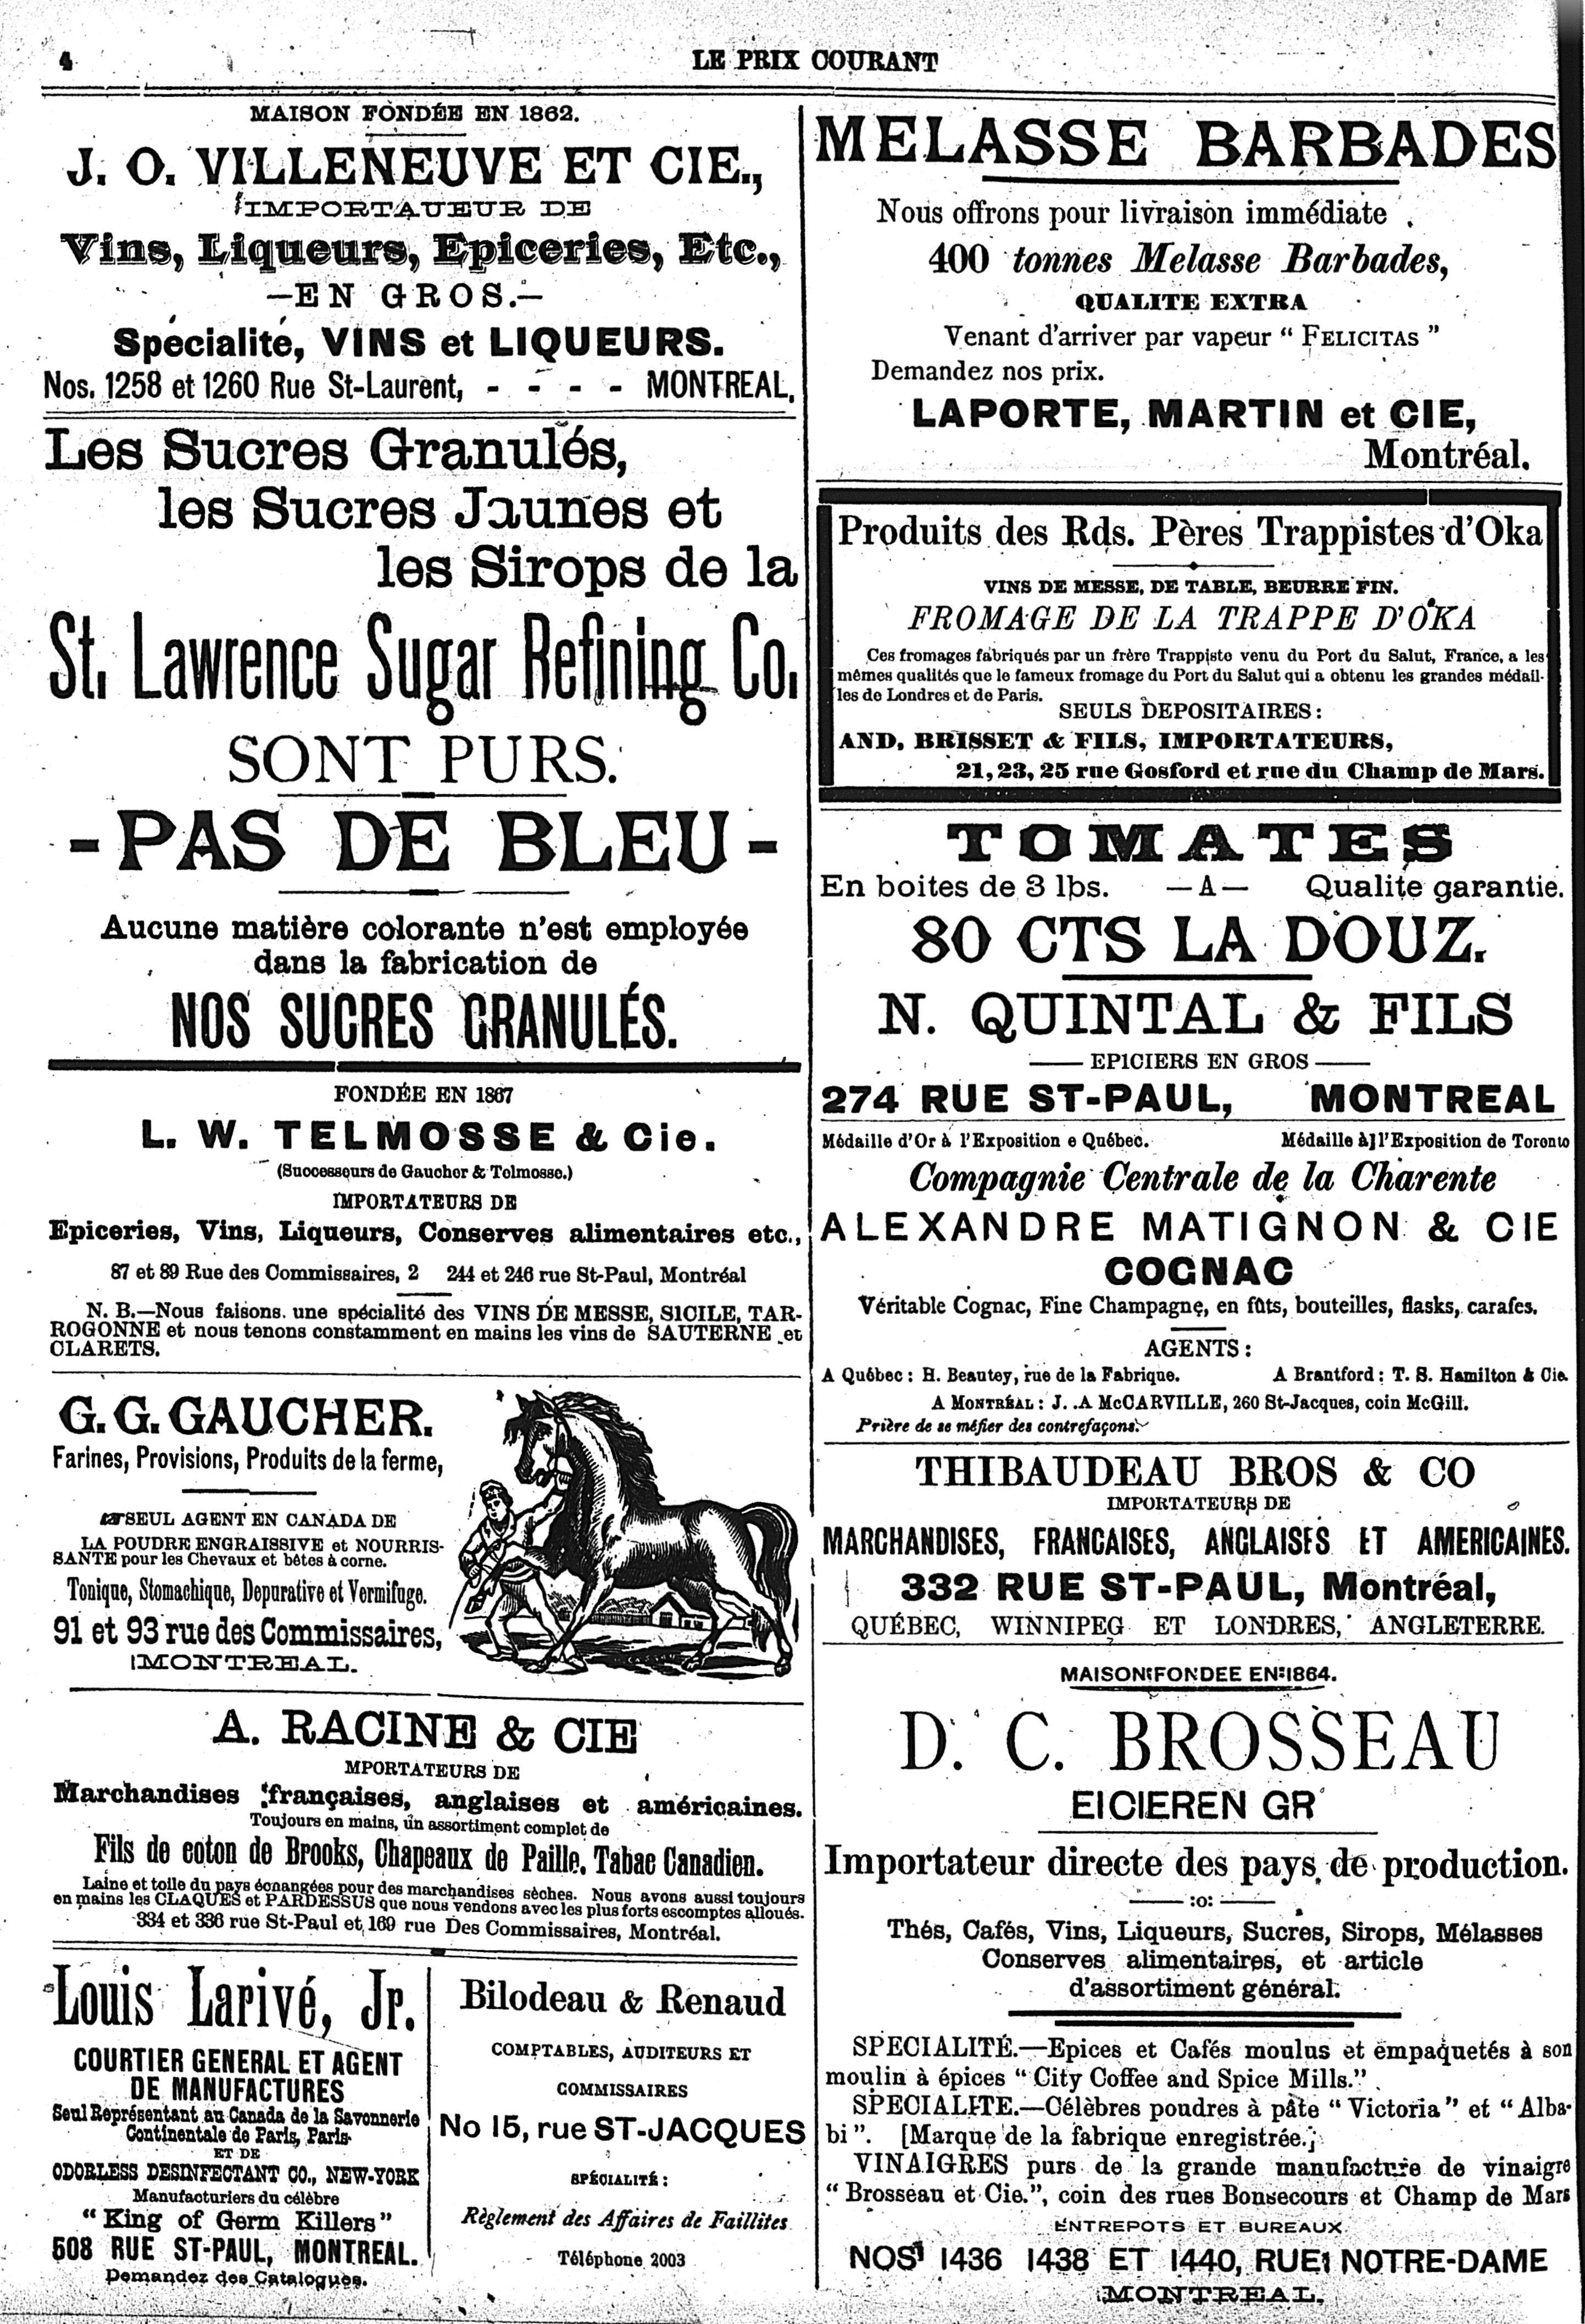 4
LE PRIX COURANT
MAISON FONDÉE EN 1862.
J. O. VILLENEUVE ET CIE.,
IMPORTAUEUR DE
Vins, Liqueurs, Epiceries, Etc.,
—EN GROS.—
Spécialité, VINS et LIQUEURS.
Nos. 1258 et 1260 Rue St-Laurent, - - - - MONTREAL.
Les Sucres Granulés,
les Sucres Jaunes et
les Sirops de la
St. Lawrence Sugar Refining Co.
SONT PURS.
- PAS DE BLEU -
Aucune matière colorante n'est employée
dans la fabrication de
NOS SUCRES GRANULÉS.
FONDÉE EN 1867
L. W. TELMOSSE & Cie.
(Successeurs de Gaucher & Telmosse.)
IMPORTATEURS DE
Epiceries, Vins, Liqueurs, Conserves alimentaires etc.,
87 et 89 Rue des Commissaires, 2 244 et 246 rue St-Paul, Montréal
N. B.—Nous faisons une spécialité des VINS DE MESSE, SICILE, TAR-
ROGONNE et nous tenons constamment en mains les vins de SAUTERNE et
CLARETS.
G. G. GAUCHER.
Farines, Provisions, Produits de la ferme,
☞SEUL AGENT EN CANADA DE
LA POUDRE ENGRAISSIVE et NOURRIS-
SANTE pour les Chevaux et bêtes à corne.
Tonique, Stomachique, Depurative et Vermifuge.
91 et 93 rue des Commissaires,
MONTREAL.
A. RACINE & CIE
MPORTATEURS DE
Marchandises françaises, anglaises et américaines.
Toujours en mains, un assortiment complet de
Fils de coton de Brooks, Chapeaux de Paille, Tabac Canadien.
Laine et toile du pays échangées pour des marchandises sèches. Nous avons aussi toujours
en mains les CLAQUES et PARDESSUS que nous vendons avec les plus forts escomptes alloués.
334 et 336 rue St-Paul et 169 rue Des Commissaires, Montréal.
Louis Larivé, Jr.
COURTIER GENERAL ET AGENT
DE MANUFACTURES
Seul Représentant au Canada de la Savonnerie
Continentale de Paris, Paris
ET DE
ODORLESS DESINFECTANT CO., NEW-YORK
Manufacturiers du célèbre
"King of Germ Killers"
508 RUE ST-PAUL, MONTREAL.
Demandez des Catalogues.
Bilodeau & Renaud
COMPTABLES, AUDITEURS ET
COMMISSAIRES
No 15, rue ST-JACQUES
SPÉCIALITÉ:
Règlement des Affaires de Faillites
Téléphone 2003
MELASSE BARBADES
Nous offrons pour livraison immédiate
400 tonnes Melasse Barbades,
QUALITE EXTRA
Venant d'arriver par vapeur "FELICITAS"
Demandez nos prix.
LAPORTE, MARTIN et CIE,
Montréal.
Produits des Rds. Pères Trappistes d'Oka
VINS DE MESSE, DE TABLE, BEURRE FIN.
FROMAGE DE LA TRAPPE D'OKA
Ces fromages fabriqués par un frère Trappiste venu du Port du Salut, France, a les
mêmes qualités que le fameux fromage du Port du Salut qui a obtenu les grandes médail-
les de Londres et de Paris.
SEULS DEPOSITAIRES:
AND. BRISSET & FILS, IMPORTATEURS,
21, 23, 25 rue Gosford et rue du Champ de Mars.
TOMATES
En boites de 3 lbs. —A— Qualite garantie.
80 CTS LA DOUZ.
N. QUINTAL & FILS
EPICIERS EN GROS
274 RUE ST-PAUL, MONTREAL
Médaille d'Or à l'Exposition e Québec. Médaille à l'Exposition de Toronto
Compagnie Centrale de la Charente
ALEXANDRE MATIGNON & CIE
COGNAC
Véritable Cognac, Fine Champagne, en fûts, bouteilles, flasks, carafes.
AGENTS:
A Québec: H. Beautey, rue de la Fabrique. A Brantford: T. S. Hamilton & Cie.
A MONTRÉAL: J. .A McCARVILLE, 260 St-Jacques, coin McGill.
Prière de se méfier des contrefaçons.
THIBAUDEAU BROS & CO
IMPORTATEURS DE
MARCHANDISES, FRANCAISES, ANGLAISES ET AMERICAINES.
332 RUE ST-PAUL, Montréal,
QUÉBEC, WINNIPEG ET LONDRES, ANGLETERRE.
MAISON FONDEE EN 1864.
D. C. BROSSEAU
EICIEREN GR
Importateur directe des pays de production.
:o:
Thés, Cafés, Vins, Liqueurs, Sucres, Sirops, Mélasses
Conserves alimentaires, et article
d'assortiment général.
SPECIALITÉ.—Epices et Cafés moulus et empaquetés à son
moulin à épices "City Coffee and Spice Mills."
SPECIALITE.—Célèbres poudres à pâte "Victoria" et "Alba-
bi". [Marque de la fabrique enregistrée.]
VINAIGRES purs de la grande manufacture de vinaigre
"Brosseau et Cie.", coin des rues Bonsecours et Champ de Mars
ENTREPOTS ET BUREAUX
NOS 1436 1438 ET 1440, RUE NOTRE-DAME
MONTREAL.